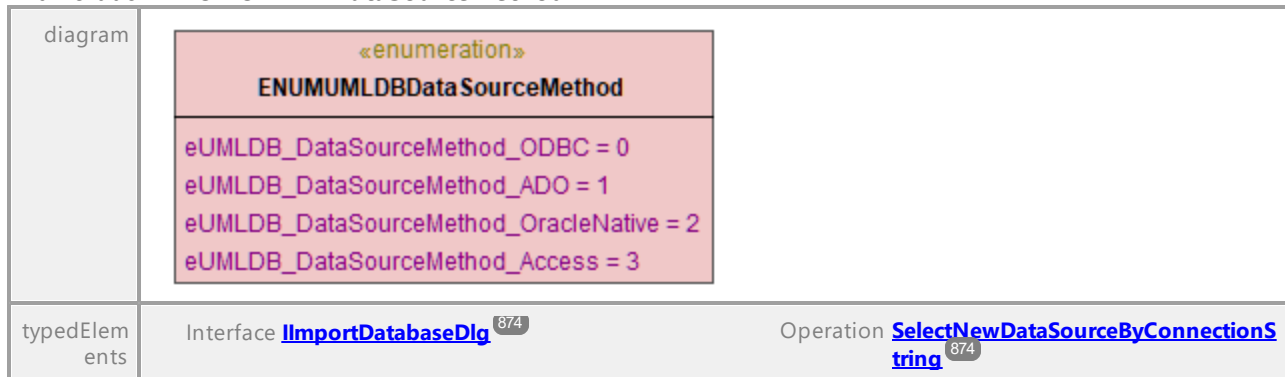 diagram
«enumeration»
ENUMUMLDBDataSourceMethod
eUMLDB_DataSourceMethod_ODBC = 0
eUMLDB_DataSourceMethod_ADO = 1
eUMLDB_DataSourceMethod_OracleNative = 2
eUMLDB_DataSourceMethod_Access = 3
typedElem
ents
Interface IImportDatabaseDlg 874
Operation SelectNewDataSourceByConnectionS
tring 874